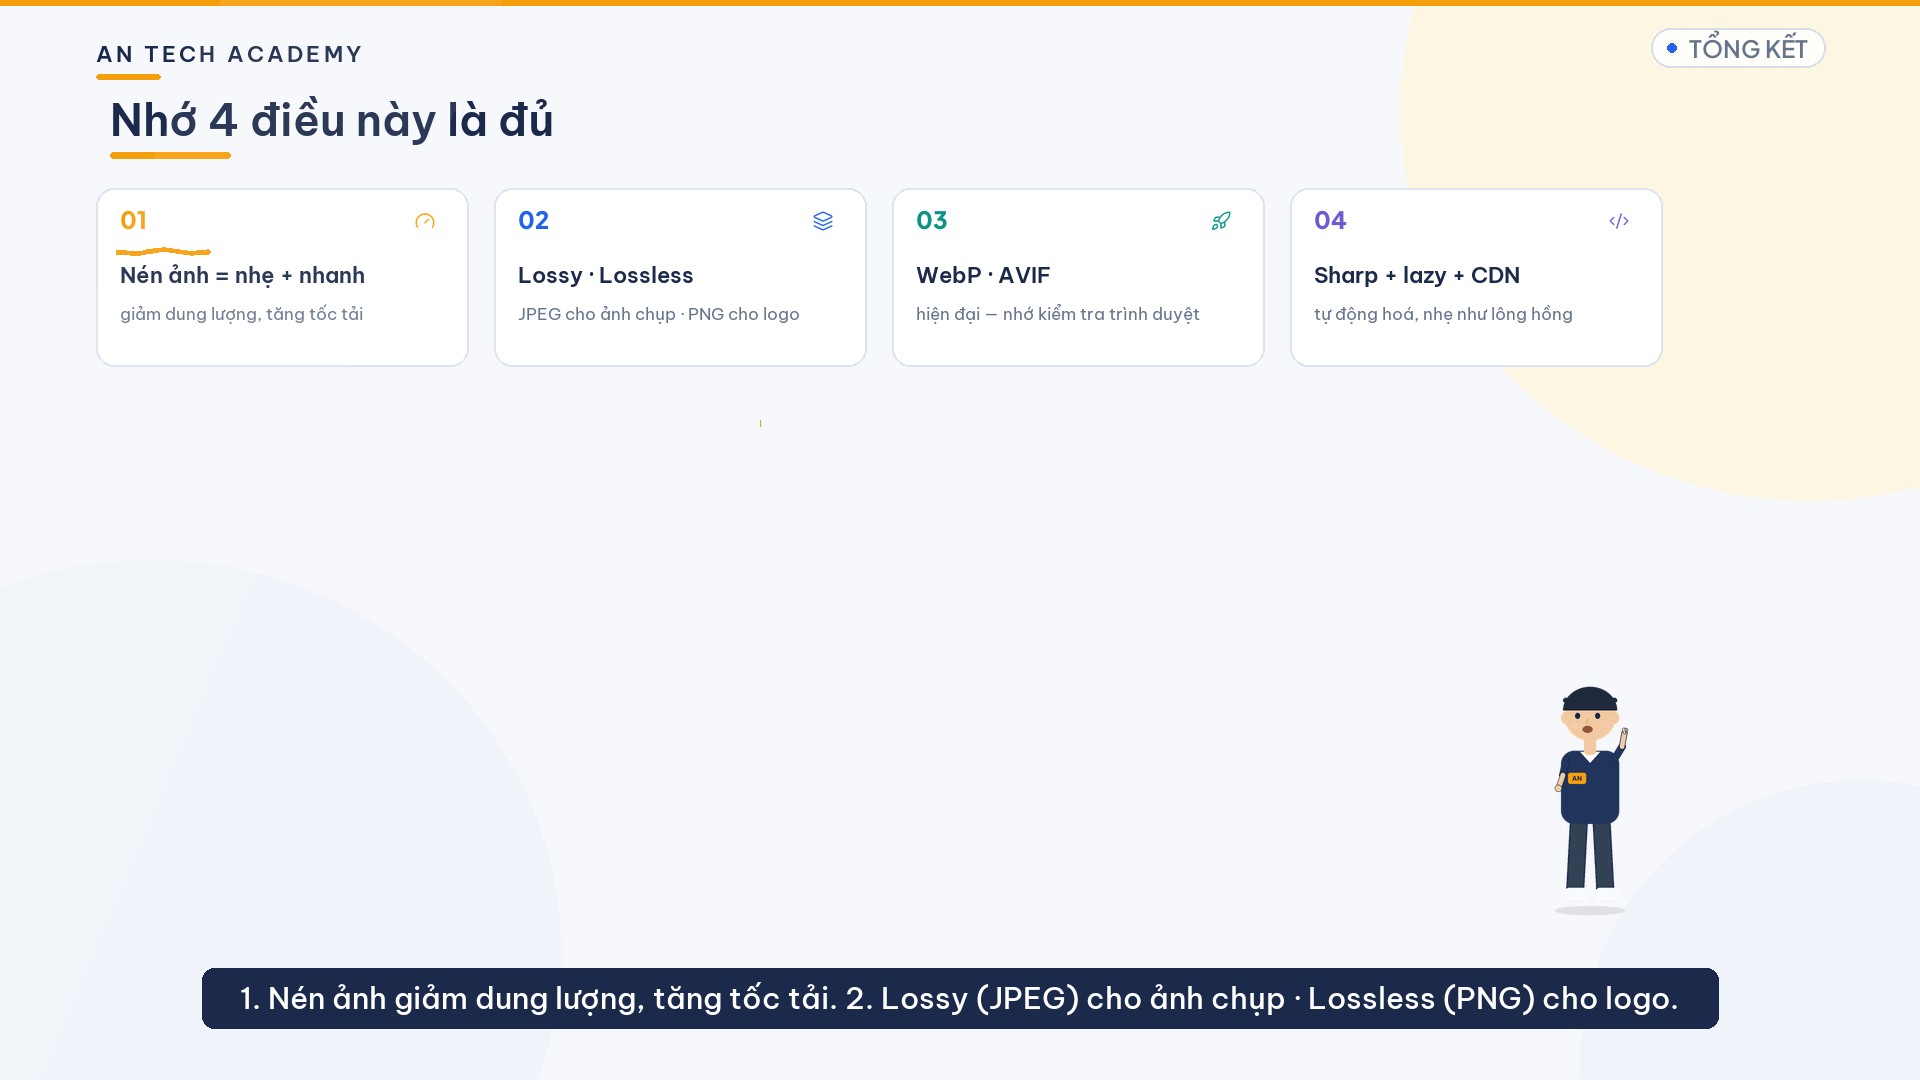 AN TECH ACADEMY
TỔNG KẾT
Nhớ 4 điều này là đủ
01
Nén ảnh = nhẹ + nhanh
giảm dung lượng, tăng tốc tải
02
Lossy · Lossless
JPEG cho ảnh chụp · PNG cho logo
03
WebP · AVIF
hiện đại — nhớ kiểm tra trình duyệt
04
Sharp + lazy + CDN
tự động hoá, nhẹ như lông hồng
AN
1. Nén ảnh giảm dung lượng, tăng tốc tải. 2. Lossy (JPEG) cho ảnh chụp · Lossless (PNG) cho logo.